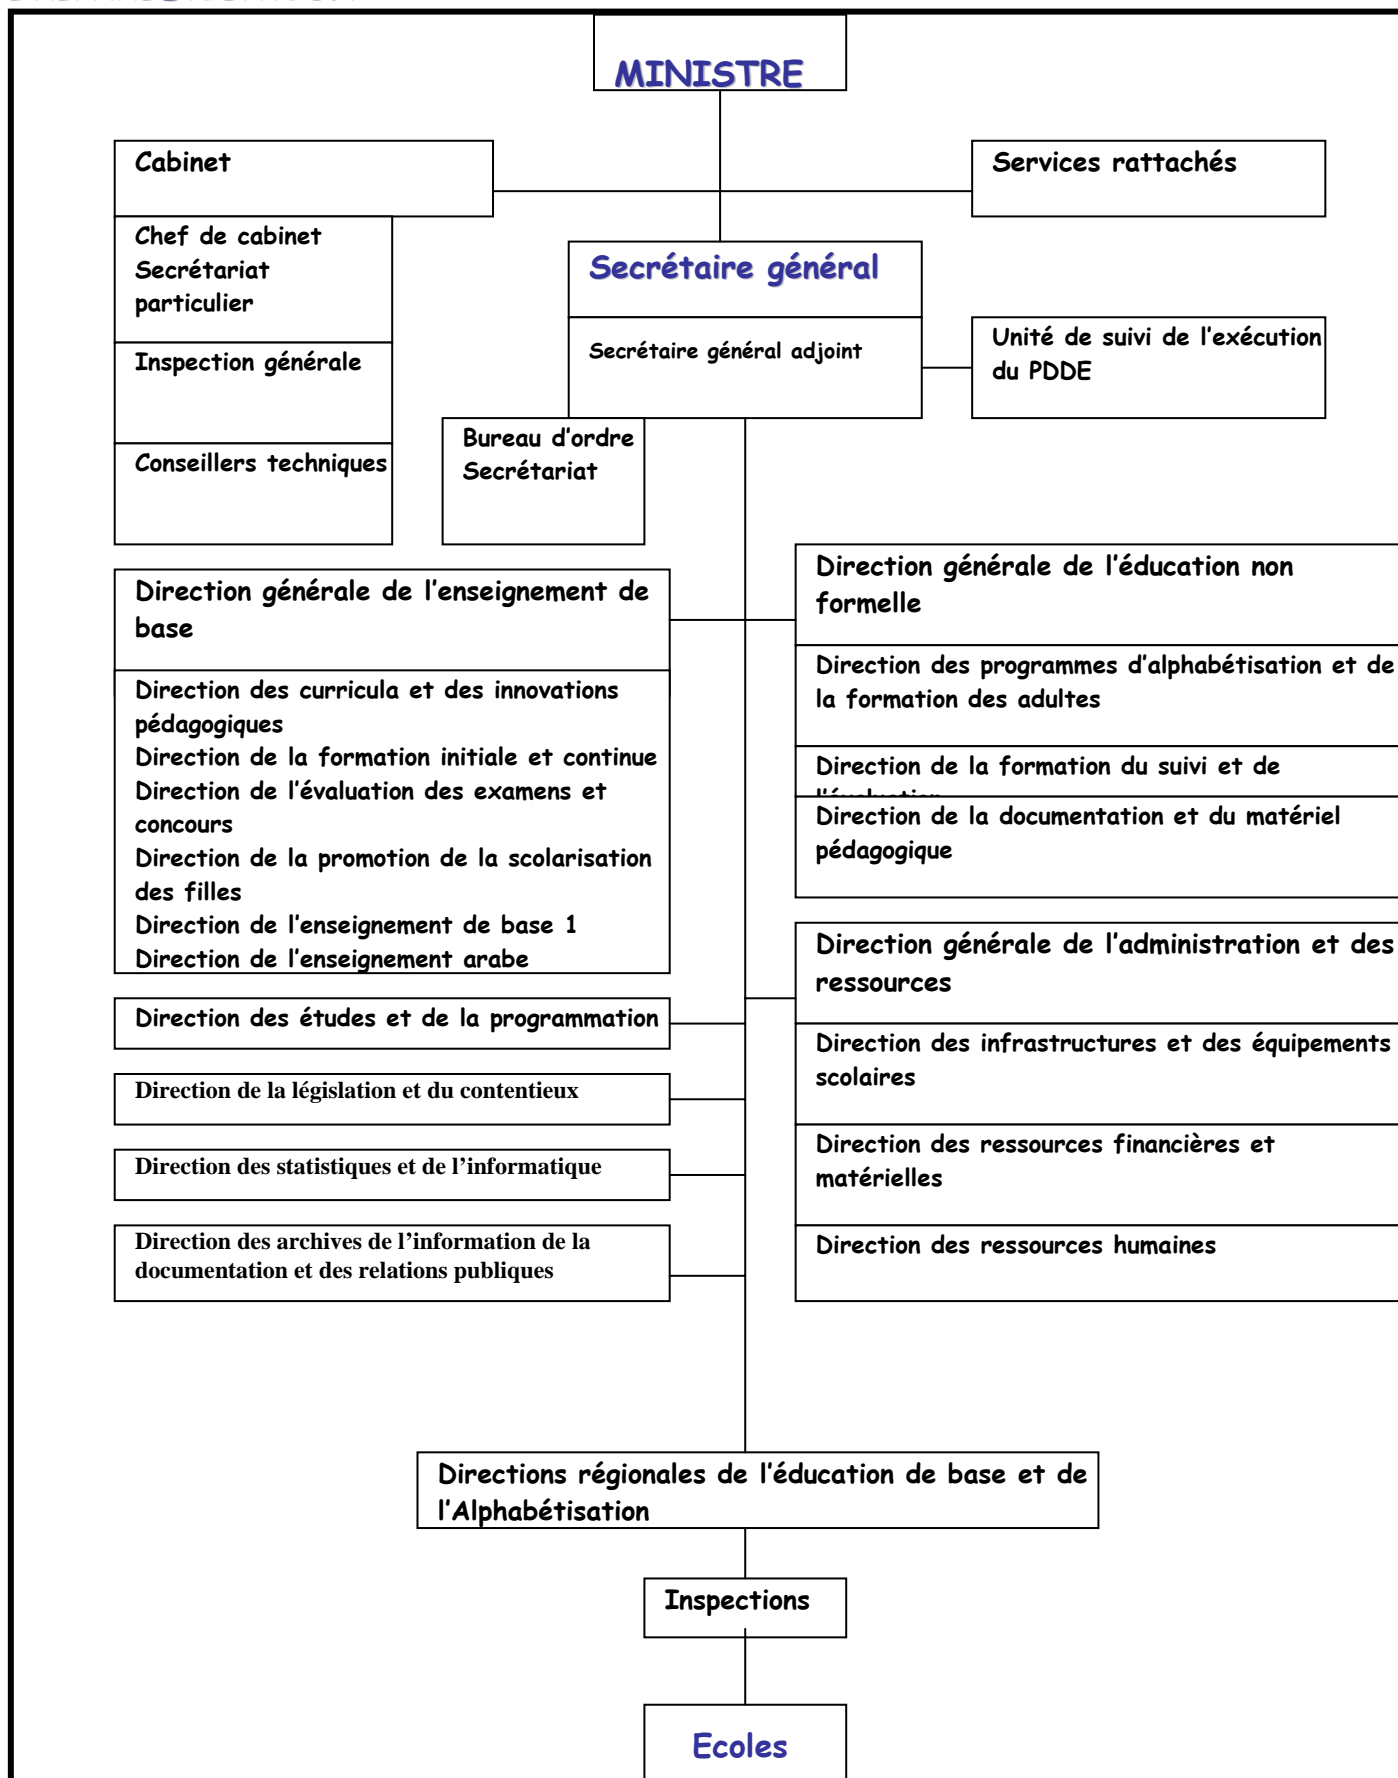 MINISTRE
Cabinet
Services rattachés
Chef de cabinet
Secrétariat
particulier
Secrétaire général
Unité de suivi de l'exécution
du PDDE
Secrétaire général adjoint
Inspection générale
Bureau d'ordre
Secrétariat
Conseillers techniques
Direction générale de l'enseignement de
base
Direction des curricula et des innovations
pédagogiques
Direction de la formation initiale et continue
Direction de l'évaluation des examens et
concours
Direction de la promotion de la scolarisation
des filles
Direction de l'enseignement de base 1
Direction de l'enseignement arabe
Direction générale de l'éducation non
formelle
Direction des programmes d'alphabétisation et de
la formation des adultes
Direction de la formation du suivi et de
l'évaluation
Direction de la documentation et du matériel
pédagogique
Direction générale de l'administration et des
ressources
Direction des infrastructures et des équipements
scolaires
Direction des ressources financières et
matérielles
Direction des ressources humaines
Direction des études et de la programmation
Direction de la législation et du contentieux
Direction des statistiques et de l'informatique
Direction des archives de l'information de la
documentation et des relations publiques
Directions régionales de l'éducation de base et de
l'Alphabétisation
Inspections
Ecoles